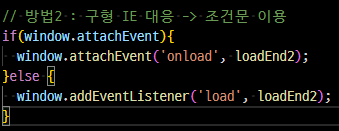 // 방법2 : 구형 IE 대응 -> 조건문 이용
if(window.attachEvent){
  window.attachEvent('onload', loadEnd2);
}else {
  window.addEventListener('load', loadEnd2);
}